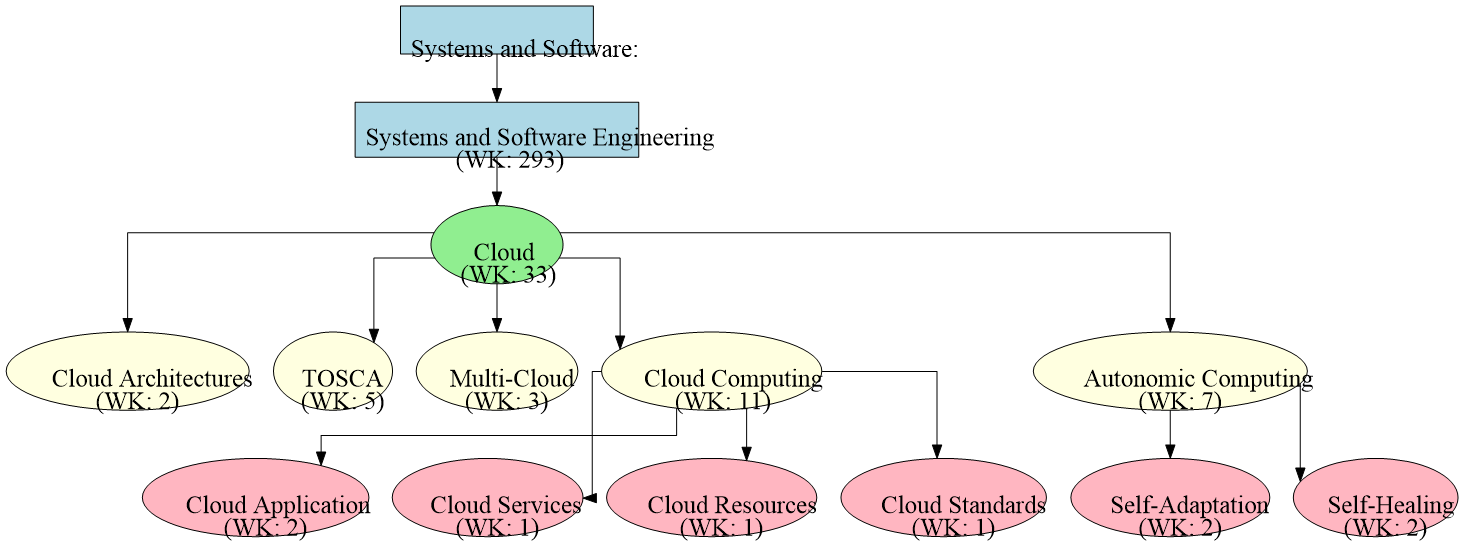 Systems and Software:
Systems and Software Engineering
(WK: 293)
Cloud
(WK: 33)
Cloud Architectures
(WK: 2)
TOSCA
(WK: 5)
Multi-Cloud
(WK: 3)
Cloud Computing
(WK: 11)
Autonomic Computing
(WK: 7)
Cloud Application
(WK: 2)
Cloud Services
(WK: 1)
Cloud Resources
(WK: 1)
Cloud Standards
(WK: 1)
Self-Adaptation
(WK: 2)
Self-Healing
(WK: 2)